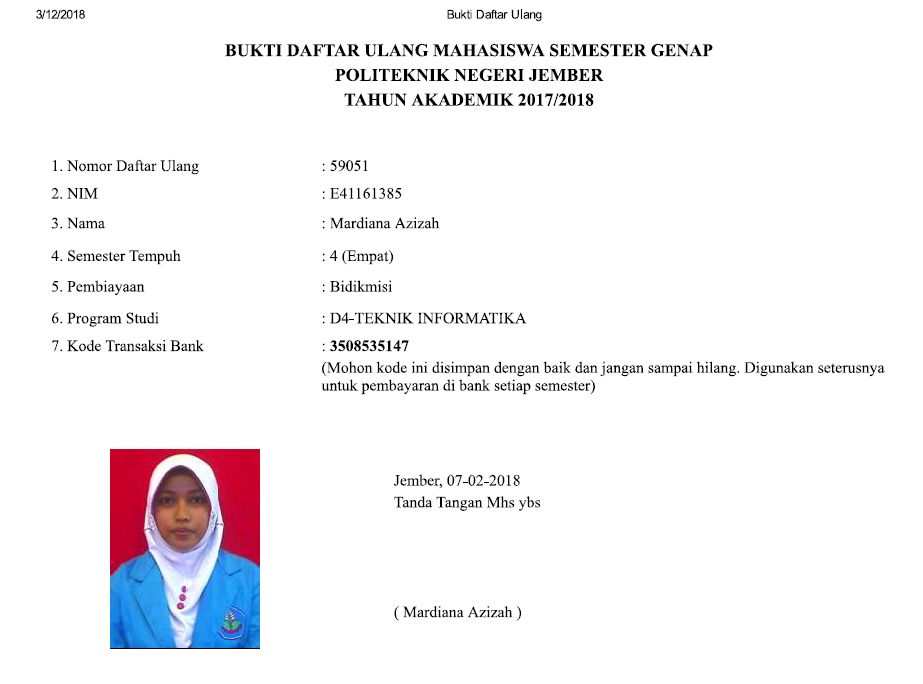 3/12/2018 Bukti Daftar Ulang
BUKTI DAFTAR ULANG MAHASISWA SEMESTER GENAP
POLITEKNIK NEGERI JEMBER
TAHUN AKADEMIK 2017/2018
1. Nomor Daftar Ulang : 59051
2. NIM : E41161385
3. Nama : Mardiana Azizah
4. Semester Tempuh : 4 (Empat)
5. Pembiayaan : Bidikmisi
6. Program Studi : D4-TEKNIK INFORMATIKA
7. Kode Transaksi Bank : 3508535147
(Mohon kode ini disimpan dengan baik dan jangan sampai hilang. Digunakan seterusnya
untuk pembayaran di bank setiap semester)
Jember, 07-02-2018
Tanda Tangan Mhs ybs
( Mardiana Azizah )